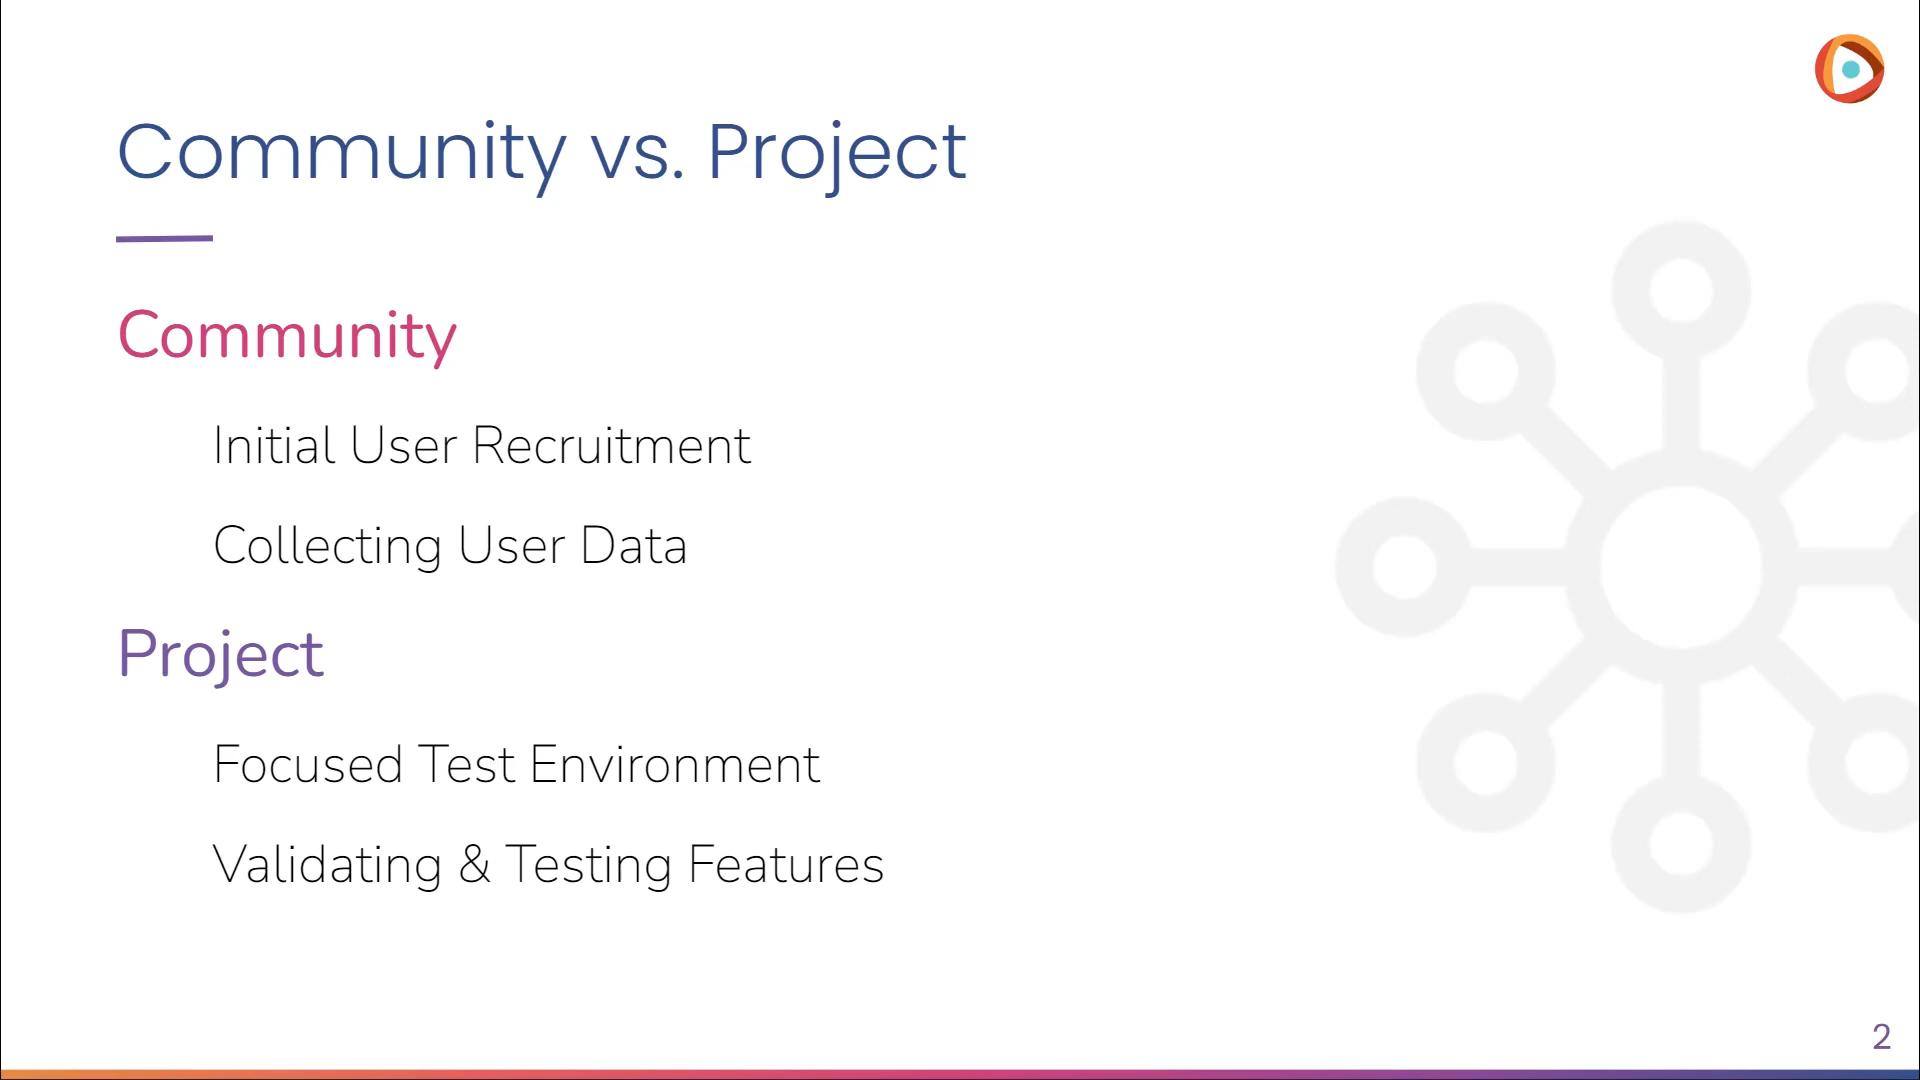 Community vs. Project
Community
Initial User Recruitment
Collecting User Data
Project
Focused Test Environment
Validating & Testing Features
2